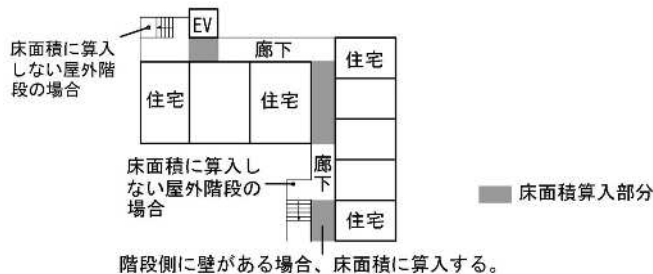 EV
床面積に算入
しない屋外階
段の場合
廊下
住宅
住宅
住宅
床面積に算入し
ない屋外階段の
場合
廊下
床面積算入部分
住宅
階段側に壁がある場合、床面積に算入する。